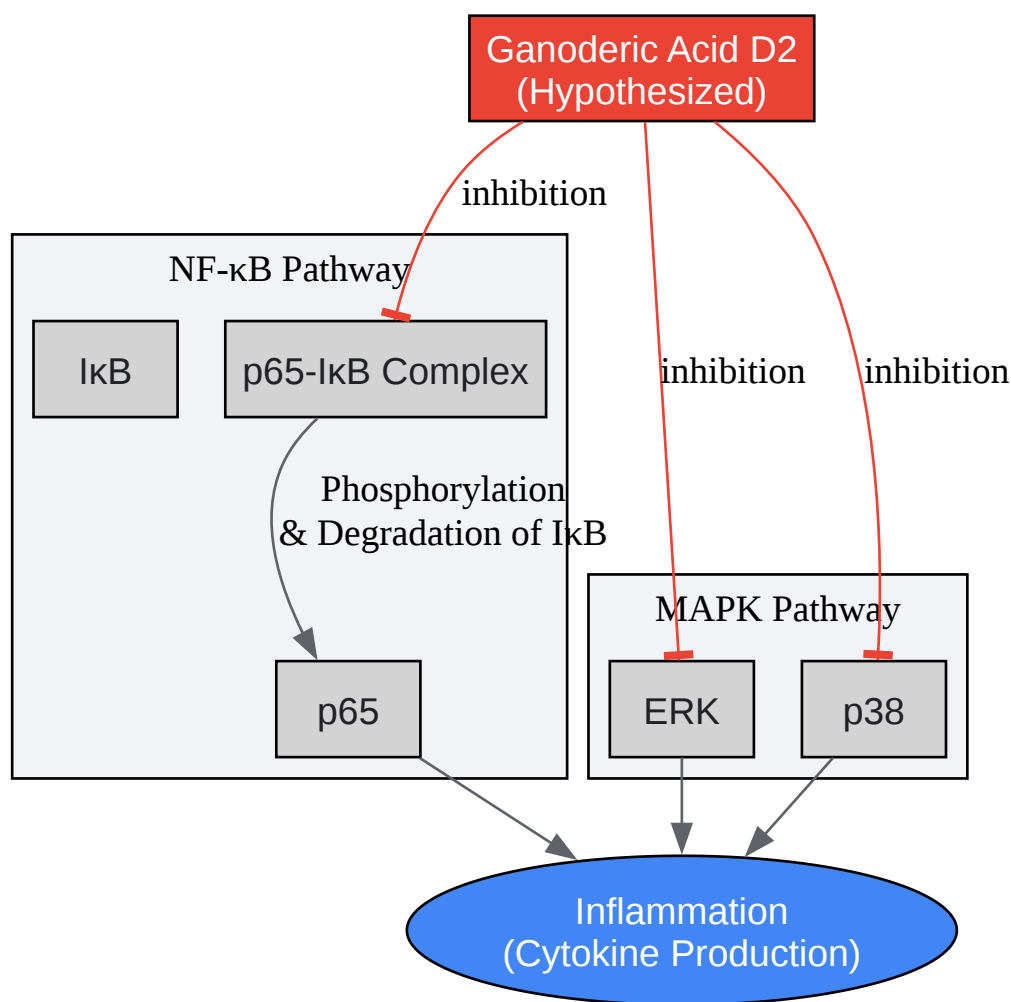 Ganoderic Acid D2
(Hypothesized)
inhibition
NF-κB Pathway
IκB
p65-IκB Complex
inhibition
inhibition
Phosphorylation
& Degradation of IκB
MAPK Pathway
p65
ERK
p38
Inflammation
(Cytokine Production)